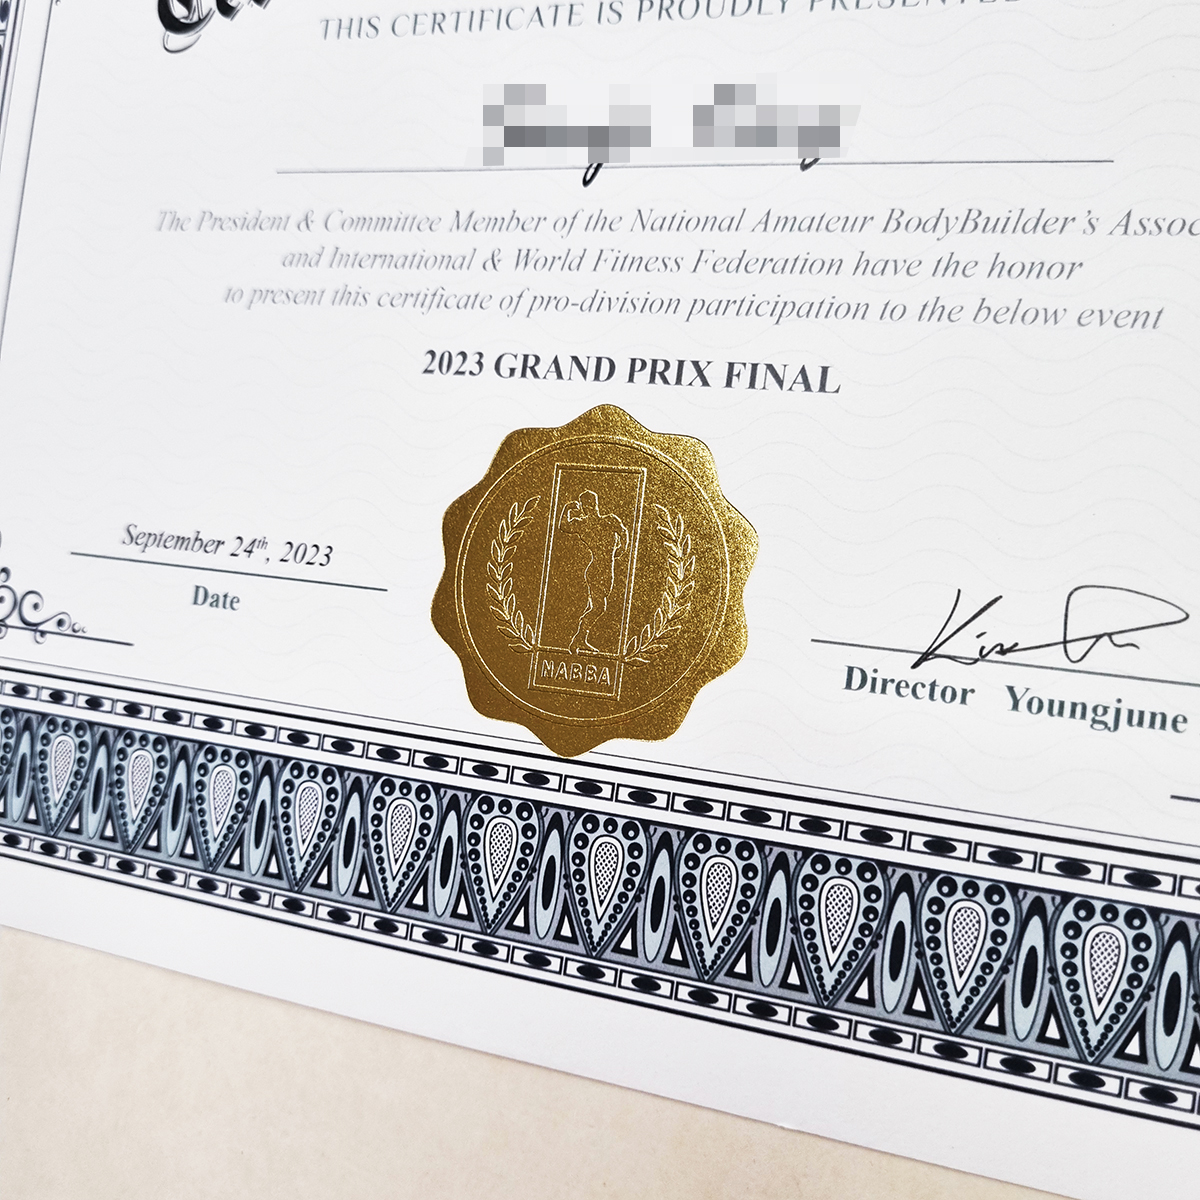 THIS CERTIFICATE IS PROUDLY PRESENTED
The President & Committee Member of the National Amateur BodyBuilder's Assoc
and International & World Fitness Federation have the honor
to present this certificate of pro-division participation to the below event
2023 GRAND PRIX FINAL
September 24th, 2023
Date
NABBA
Director Youngjune